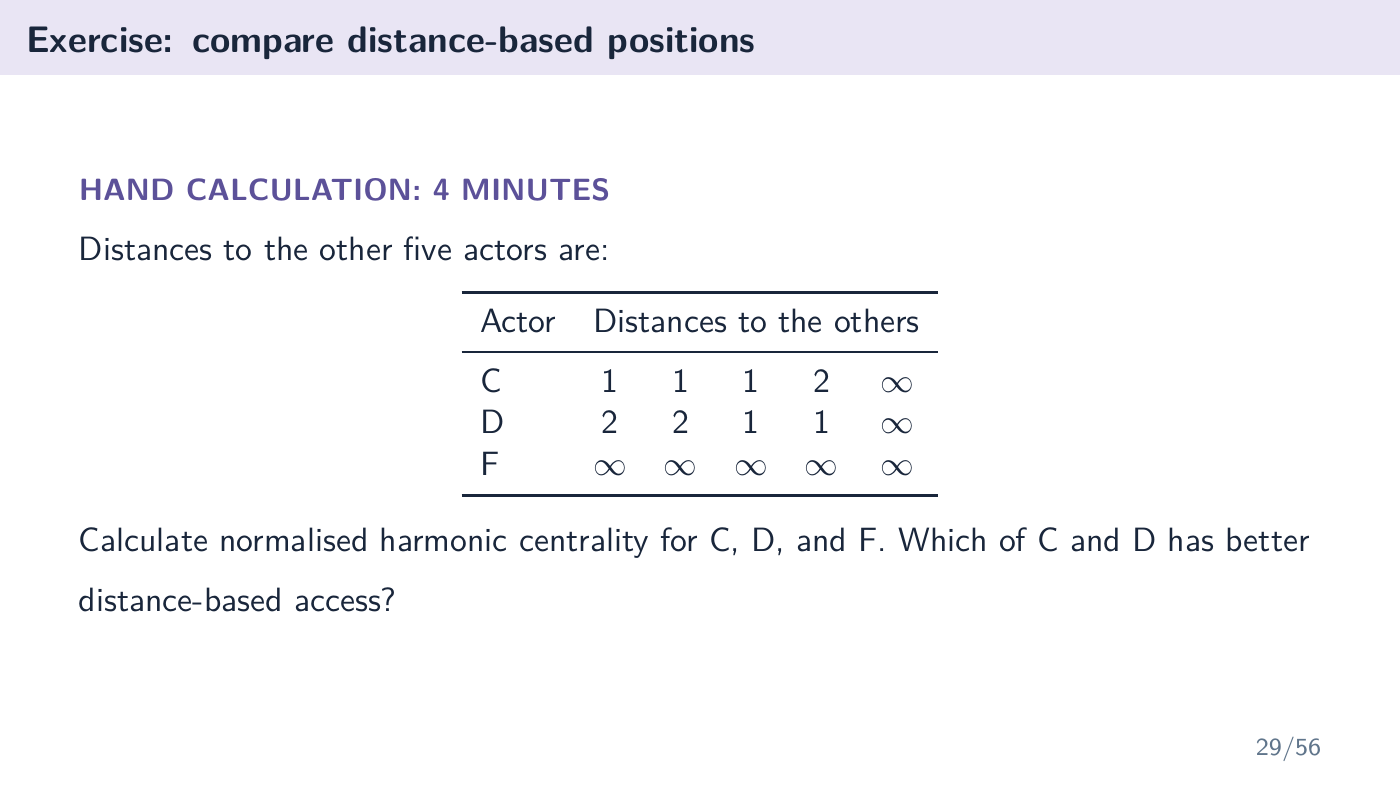 Exercise: compare distance-based positions
HAND CALCULATION: 4 MINUTES
Distances to the other five actors are:
Actor Distances to the others
C 1 1 1 2 ∞
D 2 2 1 1 ∞
F ∞ ∞ ∞ ∞ ∞
Calculate normalised harmonic centrality for C, D, and F. Which of C and D has better
distance-based access?
29/56